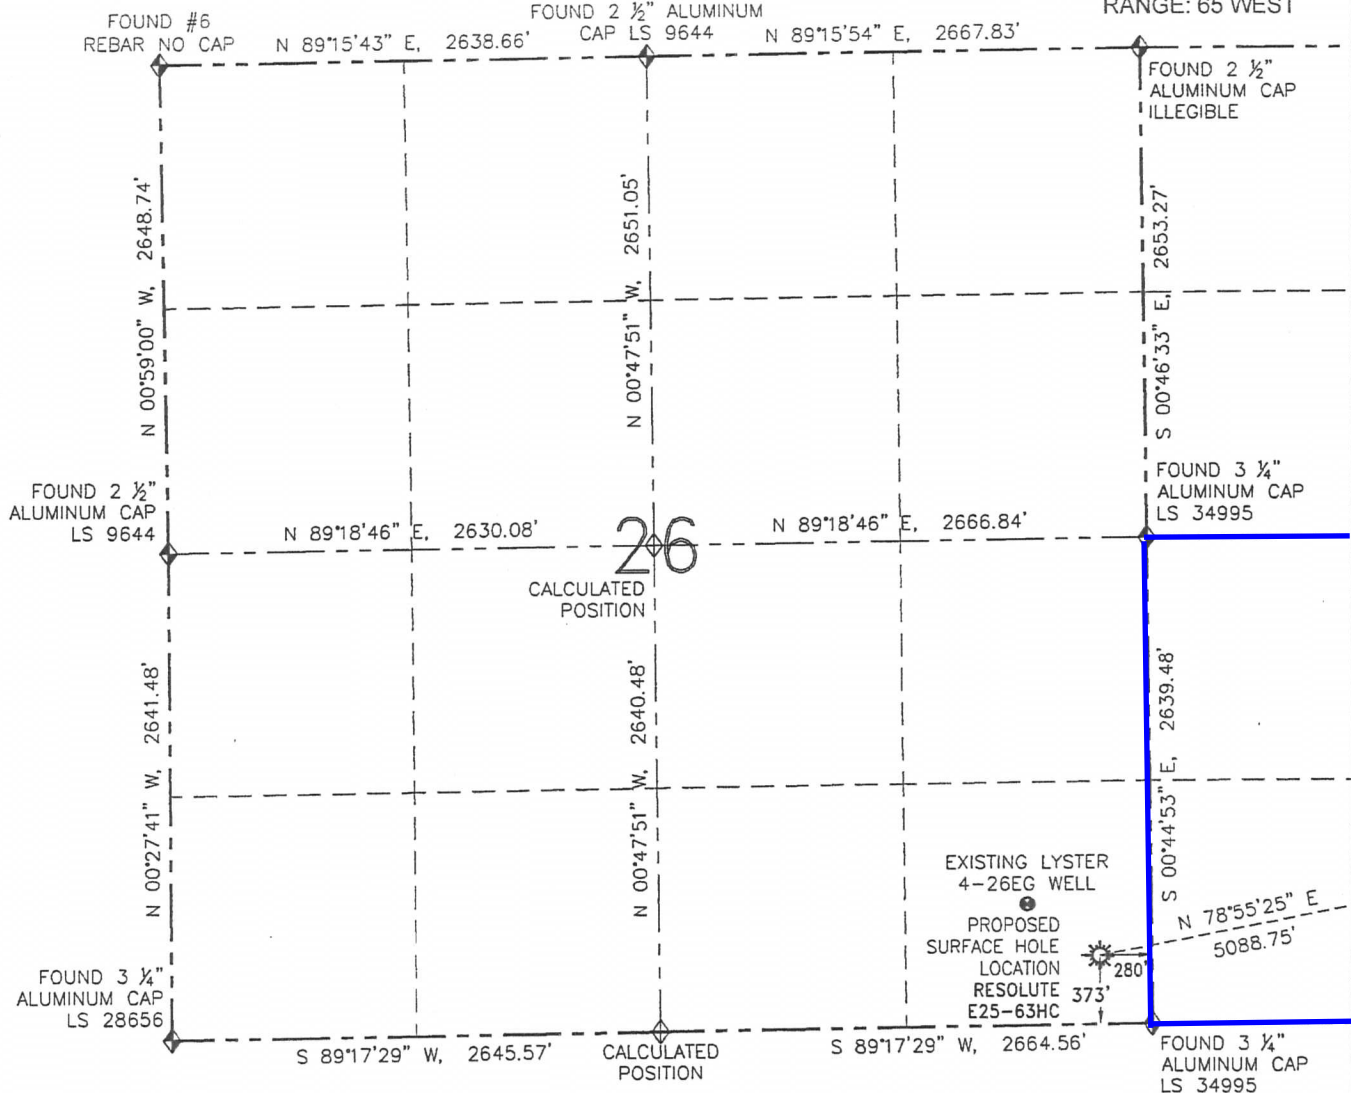 RANGE: 65 WEST
FOUND #6
REBAR NO CAP
N 89°15'43" E, 2638.66'
FOUND 2 ½" ALUMINUM
CAP LS 9644
N 89°15'54" E, 2667.83'
FOUND 2 ½"
ALUMINUM CAP
ILLEGIBLE
N 00°59'00" W, 2648.74'
N 00°47'51" W, 2651.05'
S 00°46'33" E, 2653.27'
FOUND 2 ½"
ALUMINUM CAP
LS 9644
N 89°18'46" E, 2630.08'
26
CALCULATED
POSITION
N 89°18'46" E, 2666.84'
FOUND 3 ¼"
ALUMINUM CAP
LS 34995
N 00°27'41" W, 2641.48'
N 00°47'51" W, 2640.48'
S 00°44'53" E, 2639.48'
EXISTING LYSTER
4-26EG WELL
PROPOSED
SURFACE HOLE
LOCATION
RESOLUTE
E25-63HC
280'
373'
N 78°55'25" E
5088.75'
FOUND 3 ¼"
ALUMINUM CAP
LS 28656
S 89°17'29" W, 2645.57'
CALCULATED
POSITION
S 89°17'29" W, 2664.56'
FOUND 3 ¼"
ALUMINUM CAP
LS 34995